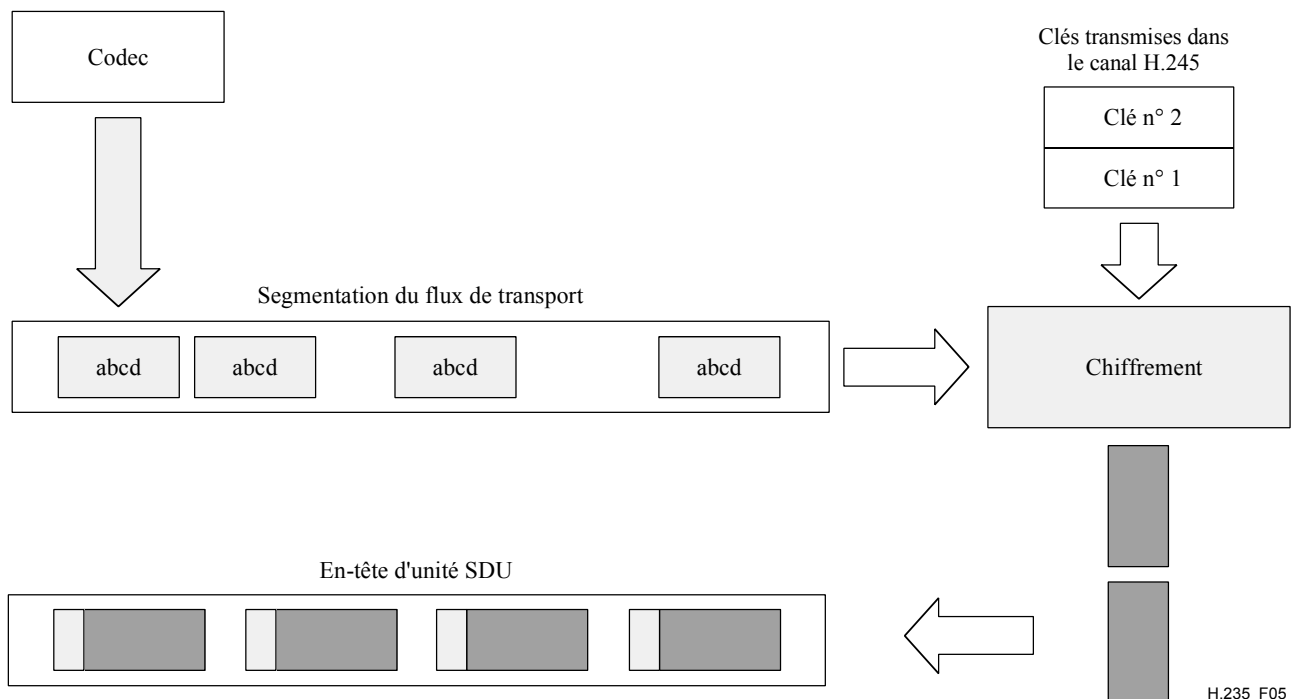 Codec
Clés transmises dans
le canal H.245
Clé n° 2
Clé n° 1
Segmentation du flux de transport
abcd abcd abcd abcd
Chiffrement
En-tête d'unité SDU
H.235_F05